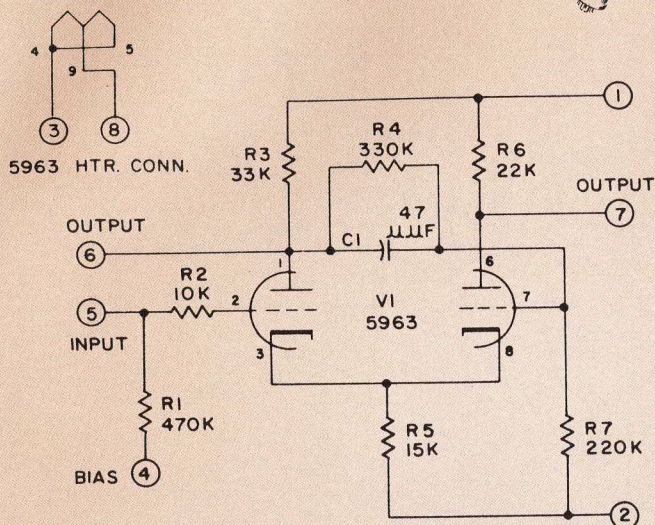 4 5
9
3 8
5963 HTR. CONN.
1
R3
33K
R4
330K
R6
22K
OUTPUT
7
OUTPUT
6
C1
47
μμF
1
6
R2
10K
2
5
INPUT
V1
5963
7
3
8
R1
470K
R5
15K
R7
220K
BIAS 4
2